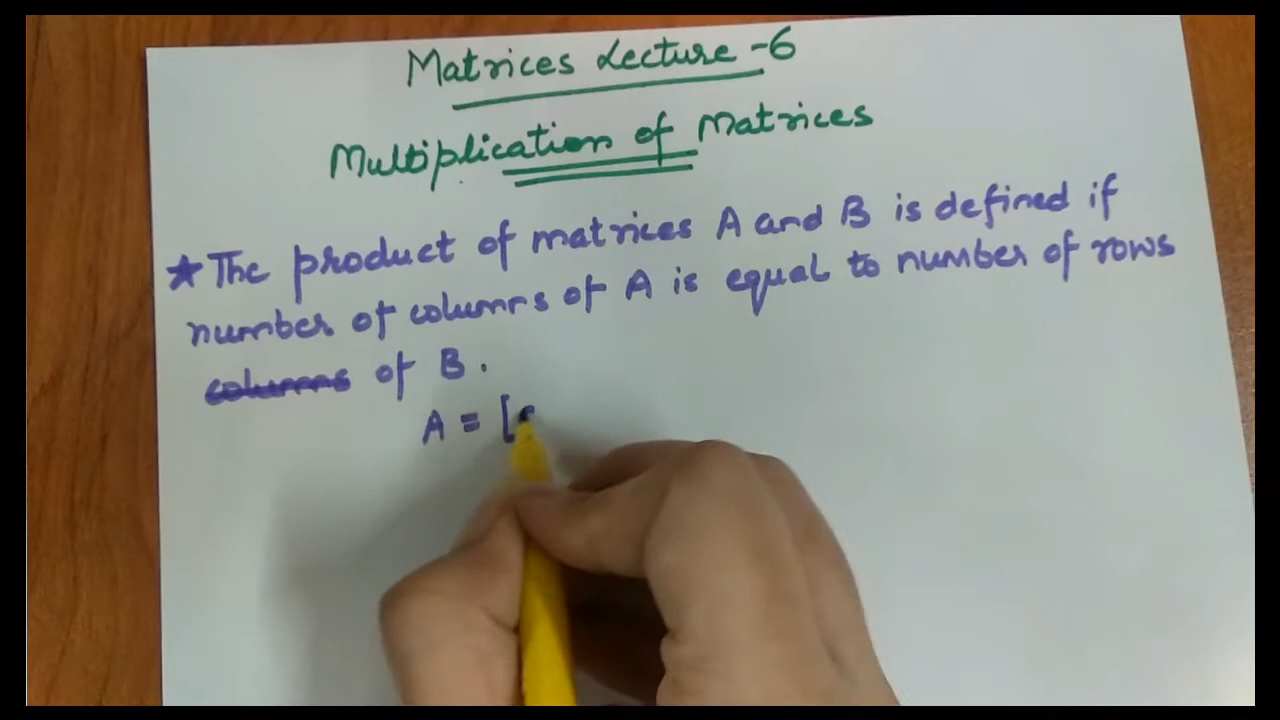 Matrices Lecture -6
Multiplication of Matrices
★ The product of matrices A and B is defined if
number of columns of A is equal to number of rows
columns of B.
A = [